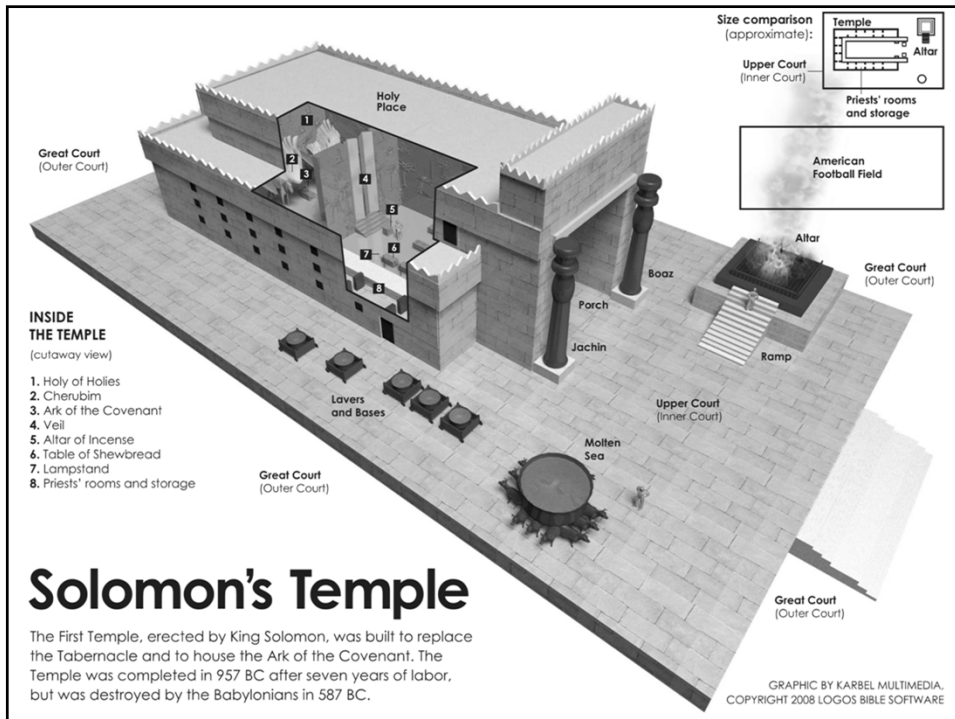 Size comparison
(approximate):
Temple
Altar
Upper Court
(Inner Court)
Priests' rooms
and storage
American
Football Field
Holy
Place
1
2
3
4
5
6
7
8
Great Court
(Outer Court)
Altar
Great Court
(Outer Court)
Boaz
Porch
Jachin
Ramp
INSIDE
THE TEMPLE
(cutaway view)
1. Holy of Holies
2. Cherubim
3. Ark of the Covenant
4. Veil
5. Altar of Incense
6. Table of Shewbread
7. Lampstand
8. Priests' rooms and storage
Lavers
and Bases
Upper Court
(Inner Court)
Molten
Sea
Great Court
(Outer Court)
Great Court
(Outer Court)
Solomon's Temple
The First Temple, erected by King Solomon, was built to replace
the Tabernacle and to house the Ark of the Covenant. The
Temple was completed in 957 BC after seven years of labor,
but was destroyed by the Babylonians in 587 BC.
GRAPHIC BY KARBEL MULTIMEDIA,
COPYRIGHT 2008 LOGOS BIBLE SOFTWARE